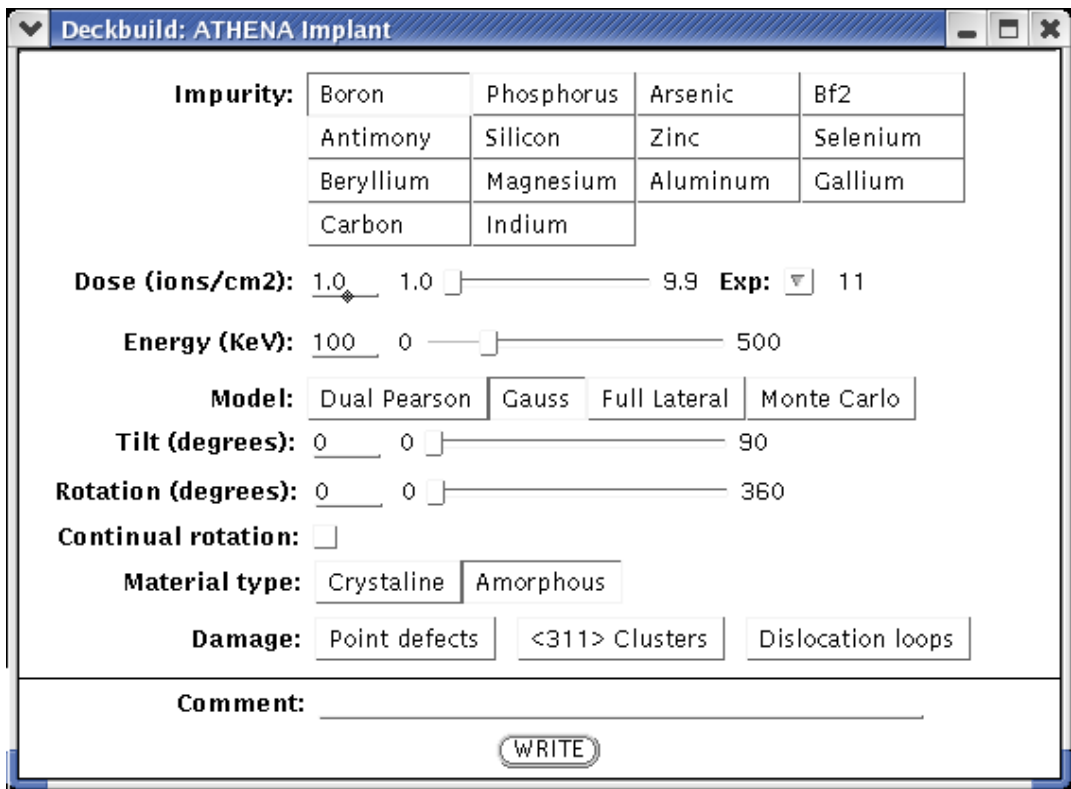 Deckbuild: ATHENA Implant
Impurity: Boron Phosphorus Arsenic Bf2
Antimony Silicon Zinc Selenium
Beryllium Magnesium Aluminum Gallium
Carbon Indium
Dose (ions/cm2): 1.0 1.0 9.9 Exp: 11
Energy (KeV): 100 0 500
Model: Dual Pearson Gauss Full Lateral Monte Carlo
Tilt (degrees): 0 0 90
Rotation (degrees): 0 0 360
Continual rotation:
Material type: Crystaline Amorphous
Damage: Point defects <311> Clusters Dislocation loops
Comment:
WRITE